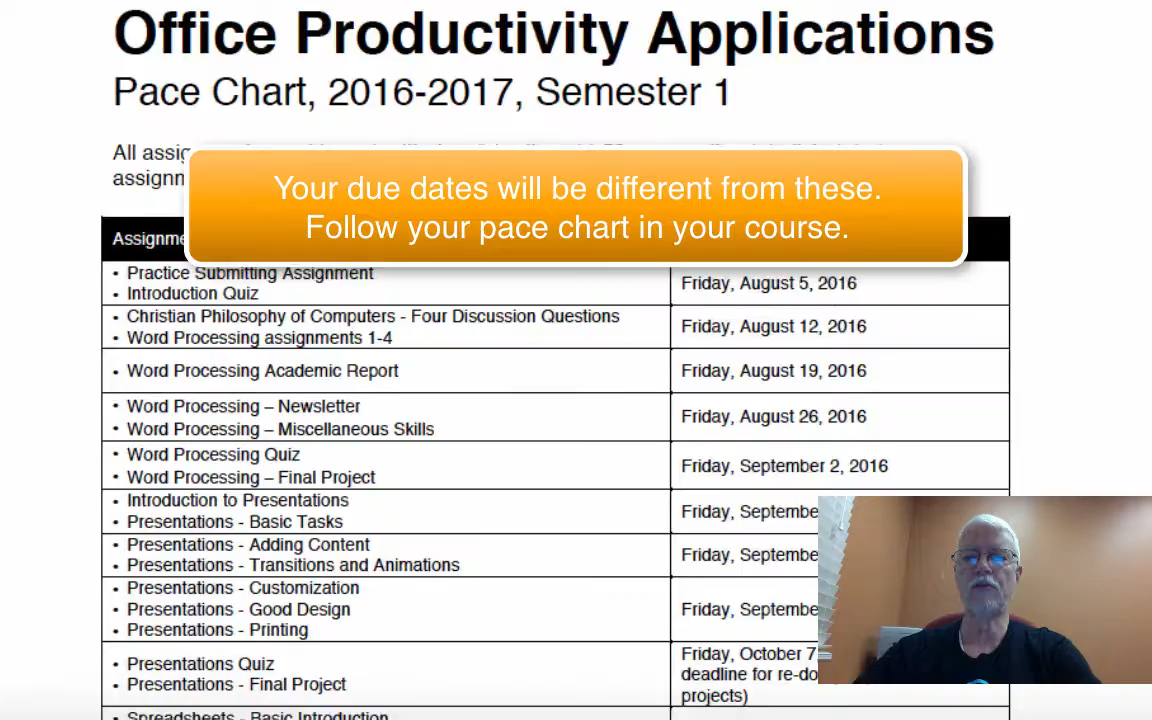 Office Productivity Applications
Pace Chart, 2016-2017, Semester 1
All
Your due dates will be different from these.
Follow your pace chart in your course.
• Practice Submitting Assignment
• Introduction Quiz
Friday, August 5, 2016
• Christian Philosophy of Computers - Four Discussion Questions
• Word Processing assignments 1-4
Friday, August 12, 2016
• Word Processing Academic Report
Friday, August 19, 2016
• Word Processing – Newsletter
• Word Processing – Miscellaneous Skills
Friday, August 26, 2016
• Word Processing Quiz
• Word Processing – Final Project
Friday, September 2, 2016
• Introduction to Presentations
• Presentations - Basic Tasks
Friday, Septembe
• Presentations - Adding Content
• Presentations - Transitions and Animations
Friday, Septembe
• Presentations - Customization
• Presentations - Good Design
• Presentations - Printing
Friday, Septembe
• Presentations Quiz
• Presentations - Final Project
Friday, October 7
deadline for re-do
projects)
• Spreadsheets - Basic Introduction